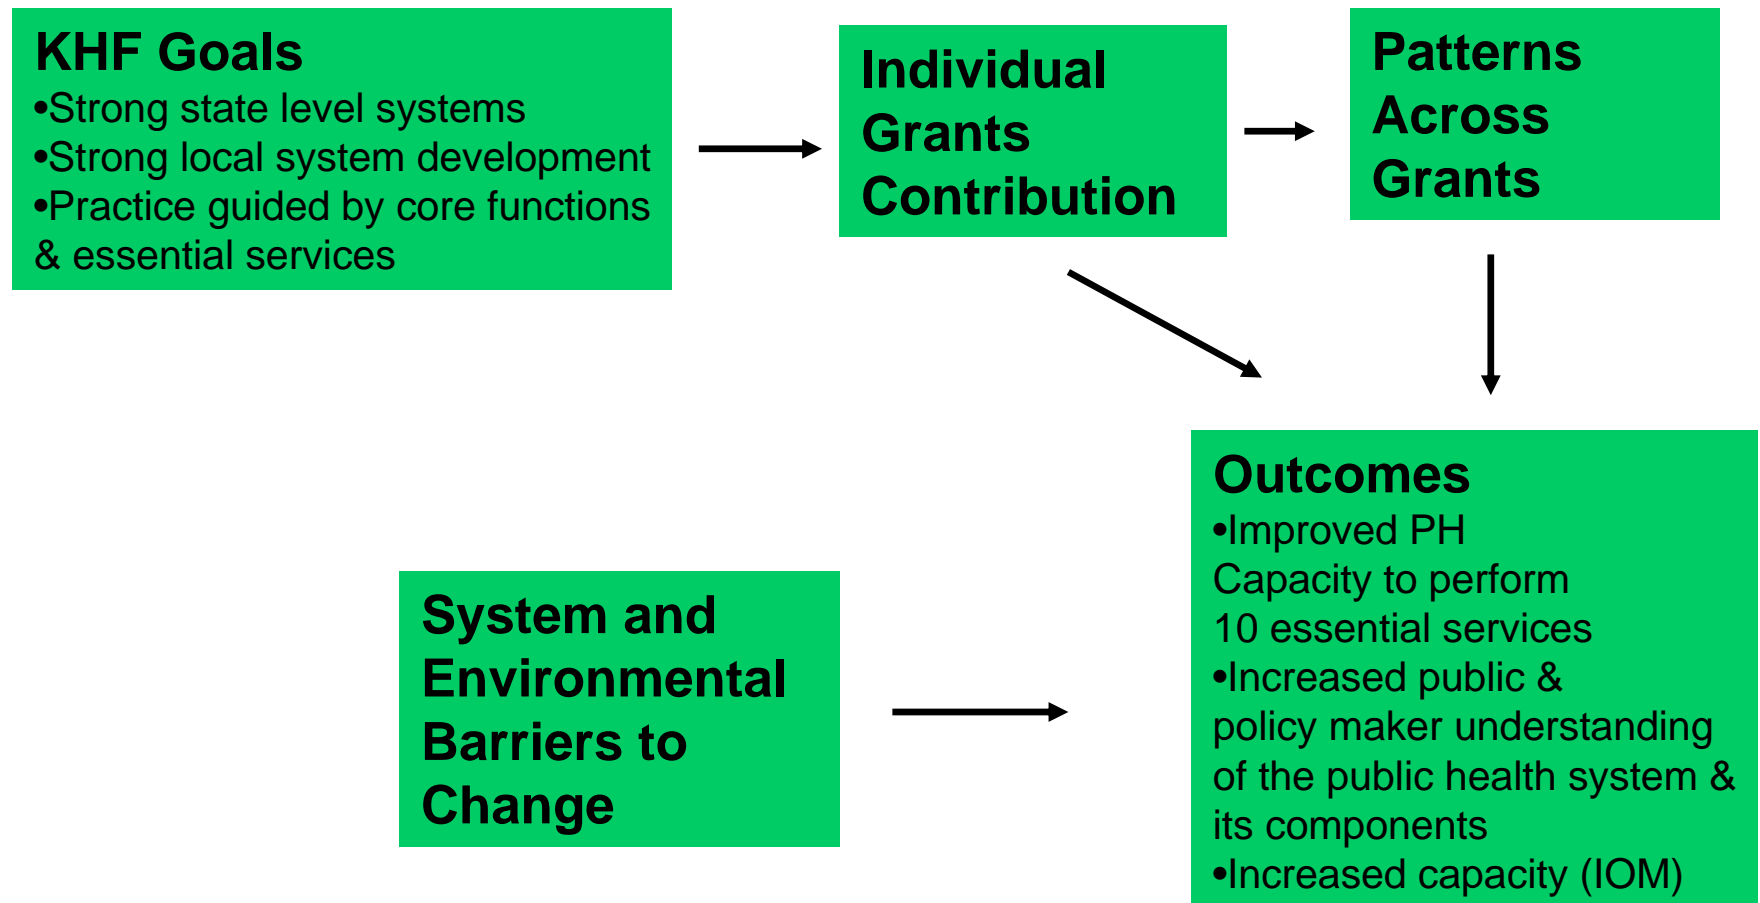 KHF Goals
•Strong state level systems
•Strong local system development
•Practice guided by core functions
& essential services
Individual
Grants
Contribution
Patterns
Across
Grants
System and
Environmental
Barriers to
Change
Outcomes
•Improved PH
Capacity to perform
10 essential services
•Increased public &
policy maker understanding
of the public health system &
its components
•Increased capacity (IOM)